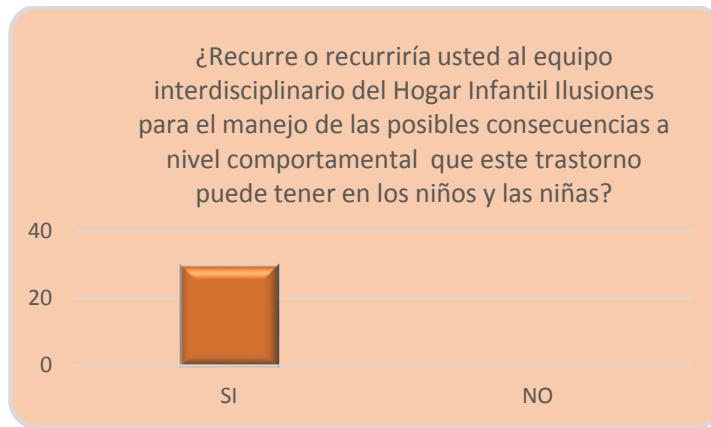 ¿Recurre o recurriría usted al equipo
interdisciplinario del Hogar Infantil Ilusiones
para el manejo de las posibles consecuencias a
nivel comportamental que este trastorno
puede tener en los niños y las niñas?
40
20
0
SI NO